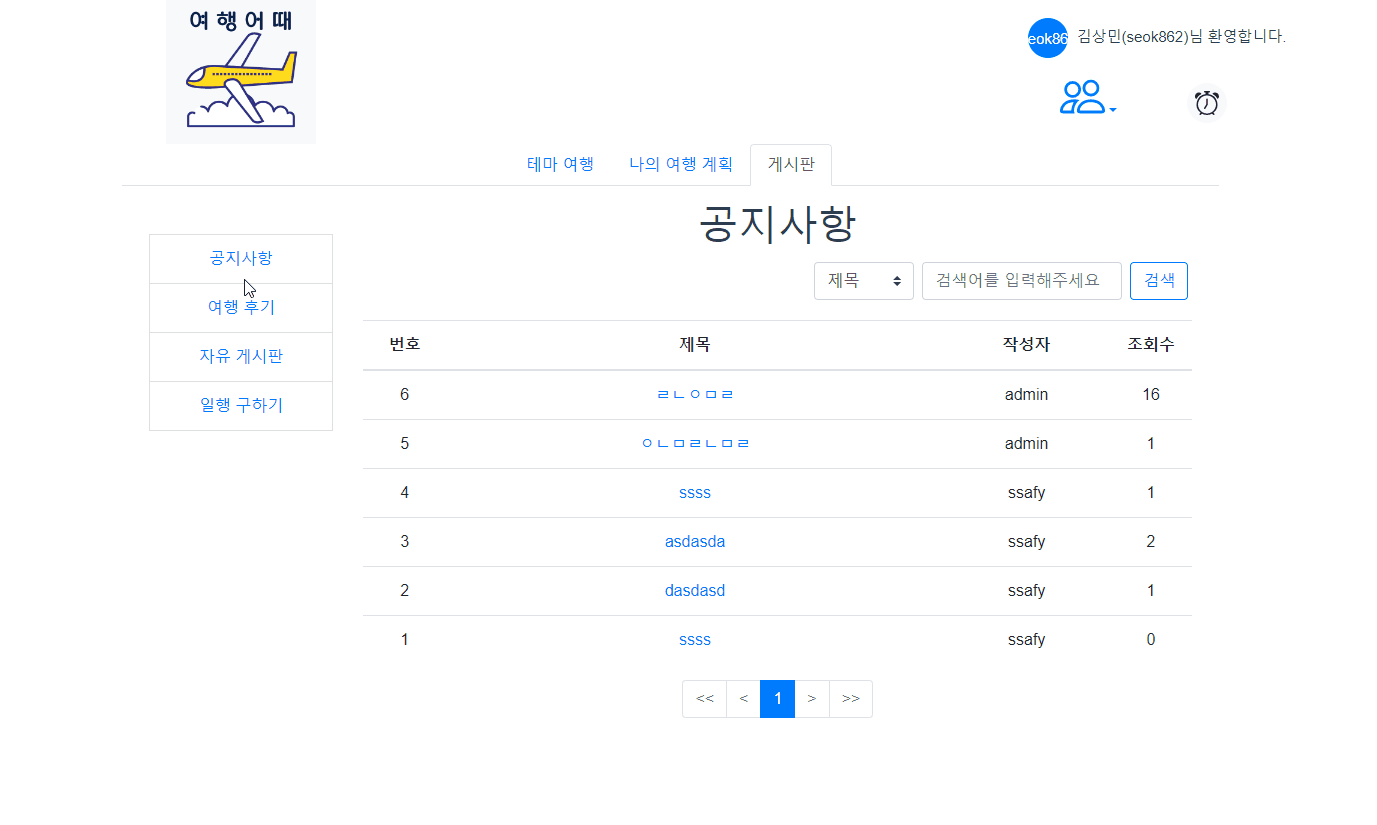 여행어때
eok86 김상민(seok862)님 환영합니다.
테마 여행 나의 여행 계획 게시판
공지사항
여행 후기
자유 게시판
일행 구하기
공지사항
제목 검색어를 입력해주세요 검색
번호 제목 작성자 조회수
6 ㄹㄴㅇㅁㄹ admin 16
5 ㅇㄴㅁㄹㄴㅁㄹ admin 1
4 ssss ssafy 1
3 asdasda ssafy 2
2 dasdasd ssafy 1
1 ssss ssafy 0
<< < 1 > >>